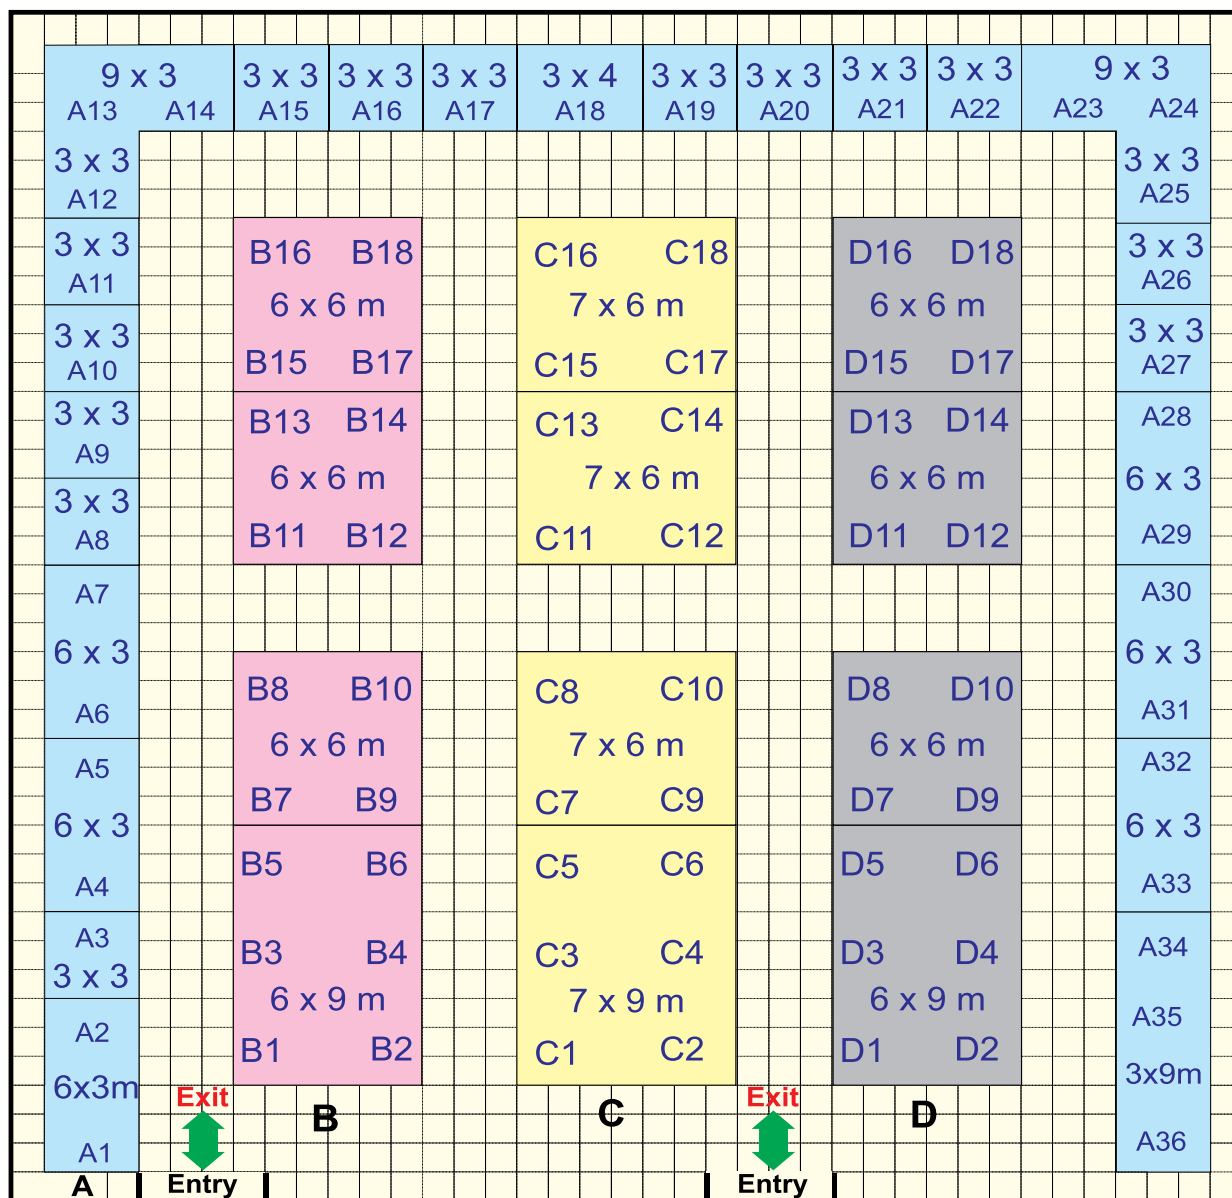 9 x 3 3 x 3 3 x 3 3 x 3 3 x 4 3 x 3 3 x 3 3 x 3 3 x 3 9 x 3
A13 A14 A15 A16 A17 A18 A19 A20 A21 A22 A23 A24
3 x 3 3 x 3
A12 A25
3 x 3 B16 B18 C16 C18 D16 D18 3 x 3
A11 A26
6 x 6 m 7 x 6 m 6 x 6 m
3 x 3 3 x 3
A10 B15 B17 C15 C17 D15 D17 A27
3 x 3 B13 B14 C13 C14 D13 D14 A28
A9
6 x 6 m 7 x 6 m 6 x 6 m 6 x 3
3 x 3
A8 B11 B12 C11 C12 D11 D12 A29
A7 A30
6 x 3 6 x 3
B8 B10 C8 C10 D8 D10
A6 A31
6 x 6 m 7 x 6 m 6 x 6 m
A5 A32
B7 B9 C7 C9 D7 D9
6 x 3 6 x 3
B5 B6 C5 C6 D5 D6
A4 A33
A3 B3 B4 C3 C4 D3 D4 A34
3 x 3
6 x 9 m 7 x 9 m 6 x 9 m
A2 A35
B1 B2 C1 C2 D1 D2
6x3m 3x9m
Exit Exit
B C D
A1 A36
A Entry Entry